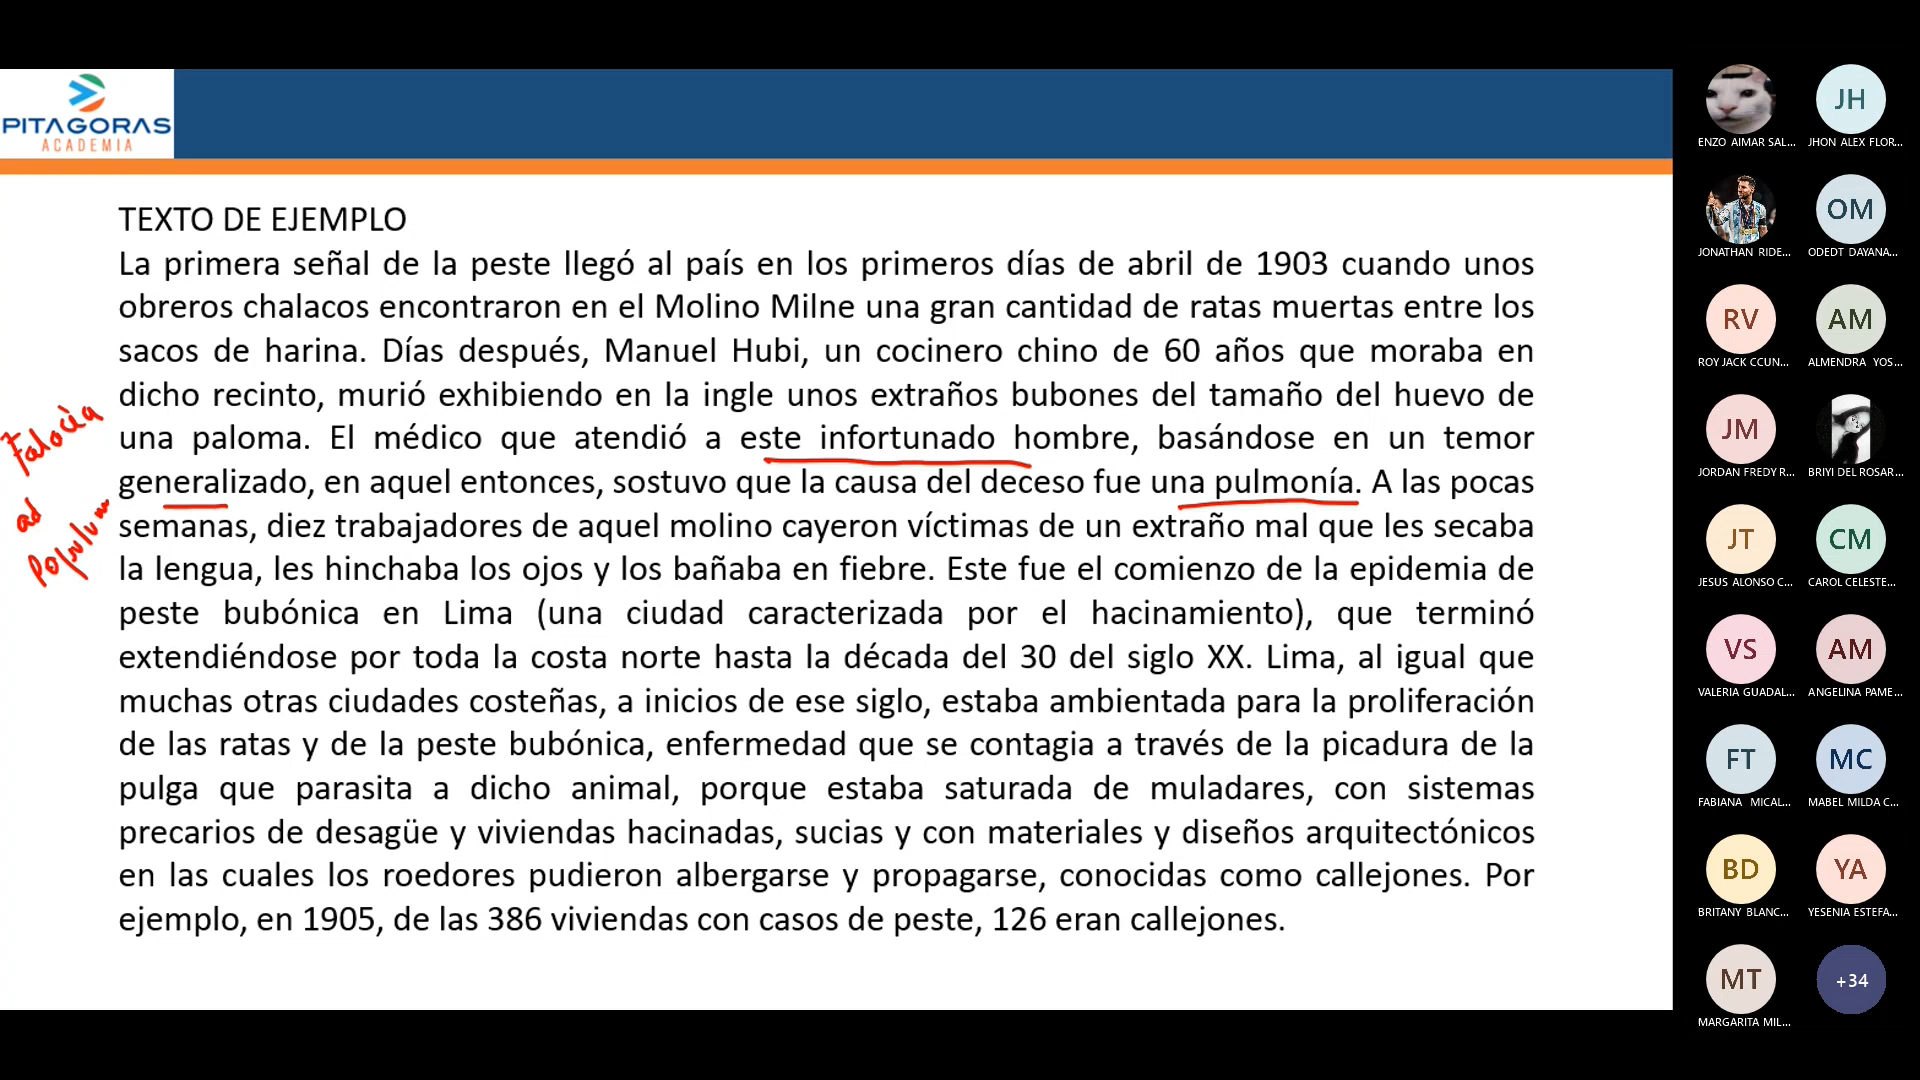 PITAGORAS
ACADEMIA
TEXTO DE EJEMPLO
La primera señal de la peste llegó al país en los primeros días de abril de 1903 cuando unos
obreros chalacos encontraron en el Molino Milne una gran cantidad de ratas muertas entre los
sacos de harina. Días después, Manuel Hubi, un cocinero chino de 60 años que moraba en
dicho recinto, murió exhibiendo en la ingle unos extraños bubones del tamaño del huevo de
una paloma. El médico que atendió a este infortunado hombre, basándose en un temor
generalizado, en aquel entonces, sostuvo que la causa del deceso fue una pulmonía. A las pocas
semanas, diez trabajadores de aquel molino cayeron víctimas de un extraño mal que les secaba
la lengua, les hinchaba los ojos y los bañaba en fiebre. Este fue el comienzo de la epidemia de
peste bubónica en Lima (una ciudad caracterizada por el hacinamiento), que terminó
extendiéndose por toda la costa norte hasta la década del 30 del siglo XX. Lima, al igual que
muchas otras ciudades costeñas, a inicios de ese siglo, estaba ambientada para la proliferación
de las ratas y de la peste bubónica, enfermedad que se contagia a través de la picadura de la
pulga que parasita a dicho animal, porque estaba saturada de muladares, con sistemas
precarios de desagüe y viviendas hacinadas, sucias y con materiales y diseños arquitectónicos
en las cuales los roedores pudieron albergarse y propagarse, conocidas como callejones. Por
ejemplo, en 1905, de las 386 viviendas con casos de peste, 126 eran callejones.
Falacia
ad
Populum
ENZO AIMAR SAL...
JH
JHON ALEX FLOR...
JONATHAN RIDE...
OM
ODEDT DAYANA...
RV
ROY JACK CCUN...
AM
ALMENDRA YOS...
JM
JORDAN FREDY R...
BRIYI DEL ROSAR...
JT
JESUS ALONSO C...
CM
CAROL CELESTE...
VS
VALERIA GUADAL...
AM
ANGELINA PAME...
FT
FABIANA MICAL...
MC
MABEL MILDA C...
BD
BRITANY BLANC...
YA
YESENIA ESTEFA...
MT
MARGARITA MIL...
+34